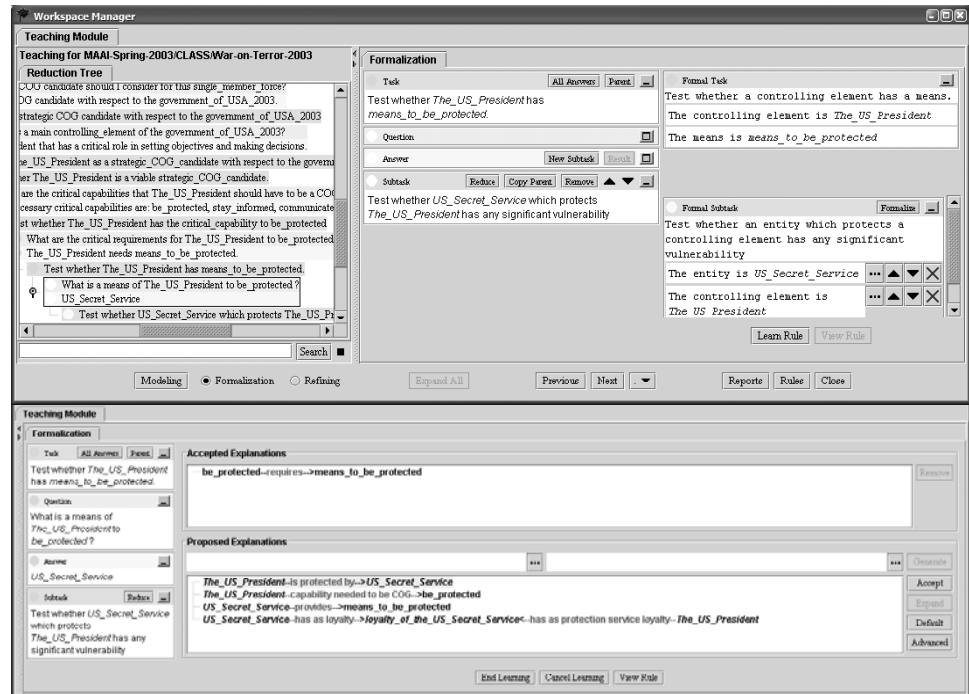 Workspace Manager
Teaching Module
Teaching for MAAI-Spring-2003/CLASS/War-on-Terror-2003
Reduction Tree
COG candidate should I consider for this single_member_force?
OG candidate with respect to the government_of_USA_2003.
strategic COG candidate with respect to the government_of_USA_2003
a main controlling_element of the government_of_USA_2003?
dent that has a critical role in setting objectives and making decisions.
he_US_President as a strategic_COG_candidate with respect to the governm
er The_US_President is a viable strategic_COG_candidate.
are the critical capabilities that The_US_President should have to be a COG
cessary critical capabilities are: be_protected, stay_informed, communicate
st whether The_US_President has the critical_capability to be_protected
What are the critical requirements for The_US_President to be_protected
The_US_President needs means_to_be_protected.
Test whether The_US_President has means_to_be_protected.
What is a means of The_US_President to be_protected ?
US_Secret_Service
Test whether US_Secret_Service which protects The_US_Pr
Search
Formalization
Task
All Answers
Parent
Test whether The_US_President has
means_to_be_protected.
Question
Answer
New Subtask
Result
Subtask
Reduce
Copy Parent
Remove
Test whether US_Secret_Service which protects
The_US_President has any significant vulnerability
Formal Task
Test whether a controlling element has a means.
The controlling element is The_US_President
The means is means_to_be_protected
Formal Subtask
Formalize
Test whether an entity which protects a
controlling element has any significant
vulnerability
The entity is US_Secret_Service
...
The controlling element is
The US President
...
Learn Rule
View Rule
Modeling
Formalization
Refining
Expand All
Previous
Next
.
Reports
Rules
Close
Teaching Module
Formalization
Task
All Answers
Parent
Test whether The_US_President
has means_to_be_protected.
Question
What is a means of
The_US_President to
be_protected ?
Answer
US_Secret_Service
Subtask
Reduce
Test whether US_Secret_Service
which protects
The_US_President has any
significant vulnerability
Accepted Explanations
be_protected--requires-->means_to_be_protected
Remove
Proposed Explanations
...
...
Generate
The_US_President--is protected by-->US_Secret_Service
The_US_President--capability needed to be COG-->be_protected
US_Secret_Service--provides-->means_to_be_protected
US_Secret_Service--has as loyalty-->loyalty_of_the_US_Secret_Service<--has as protection service loyalty--The_US_President
Accept
Expand
Default
Advanced
End Learning
Cancel Learning
View Rule